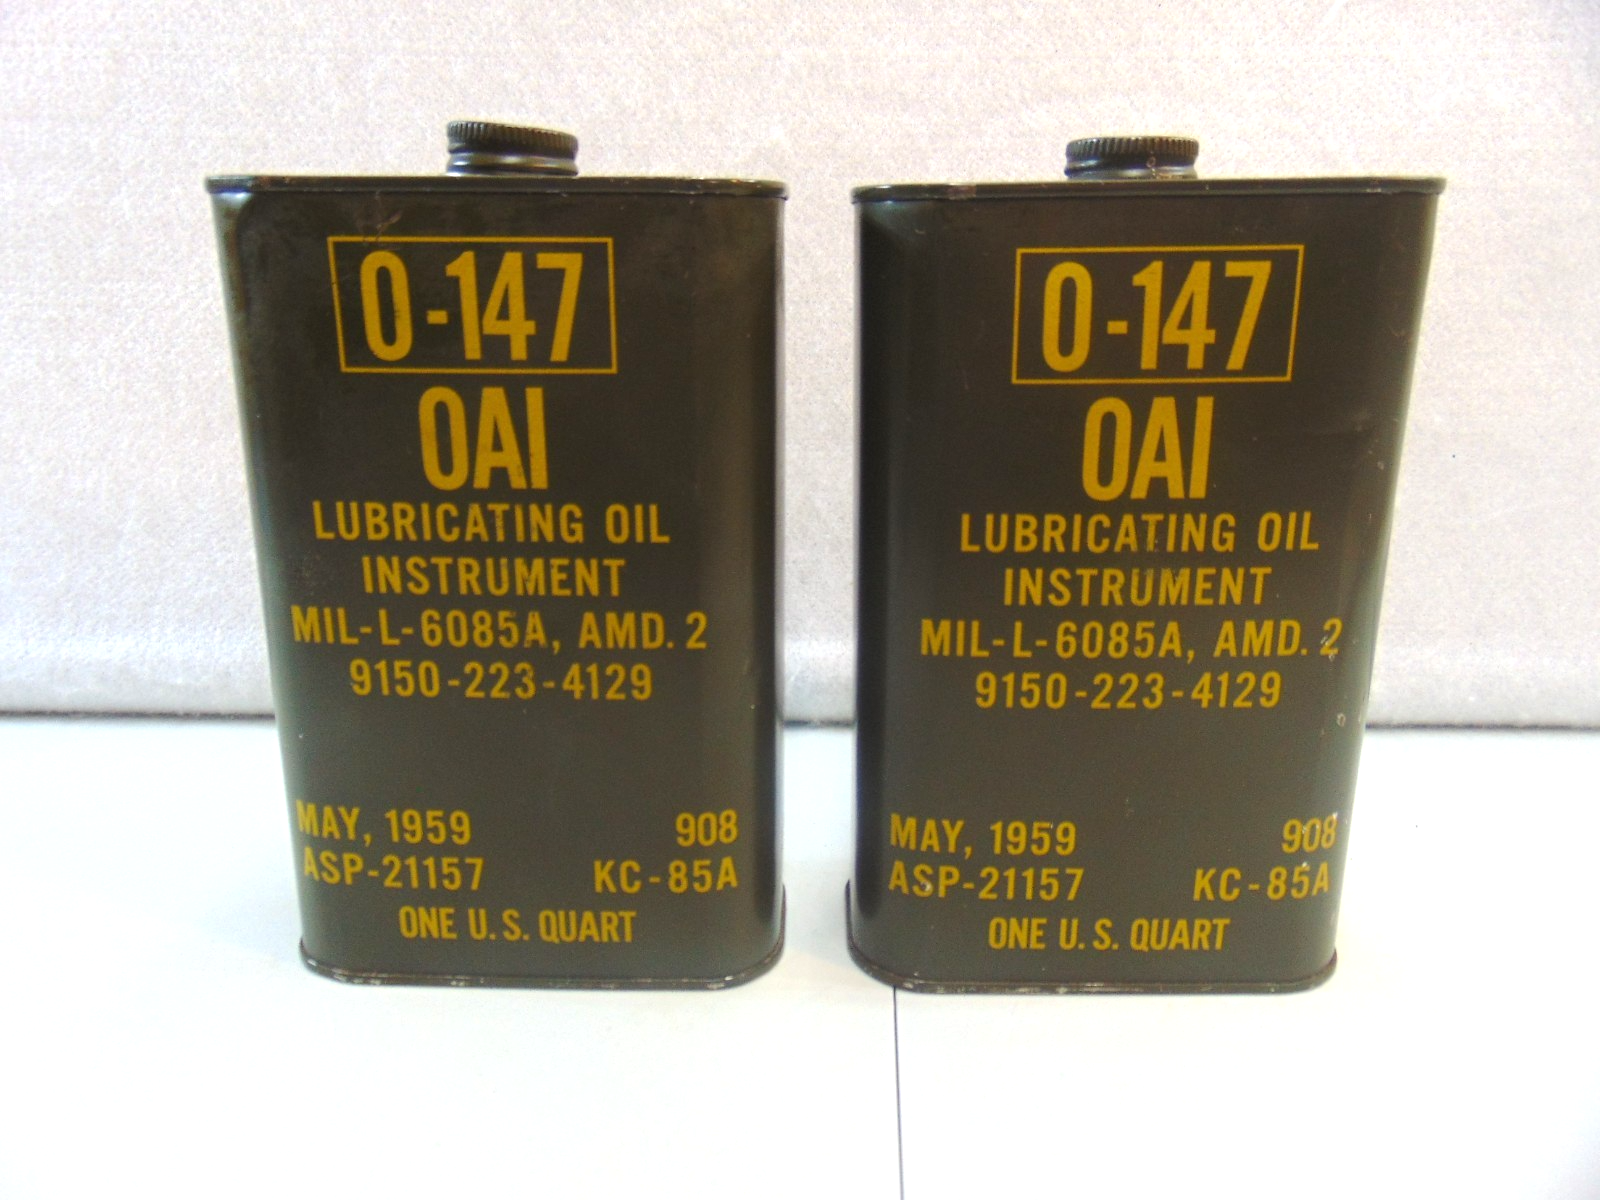 O-147
OAI
LUBRICATING OIL
INSTRUMENT
MIL-L-6085A, AMD. 2
9150-223-4129
MAY, 1959 908
ASP-21157 KC-85A
ONE U.S. QUART
O-147
OAI
LUBRICATING OIL
INSTRUMENT
MIL-L-6085A, AMD. 2
9150-223-4129
MAY, 1959 908
ASP-21157 KC-85A
ONE U.S. QUART